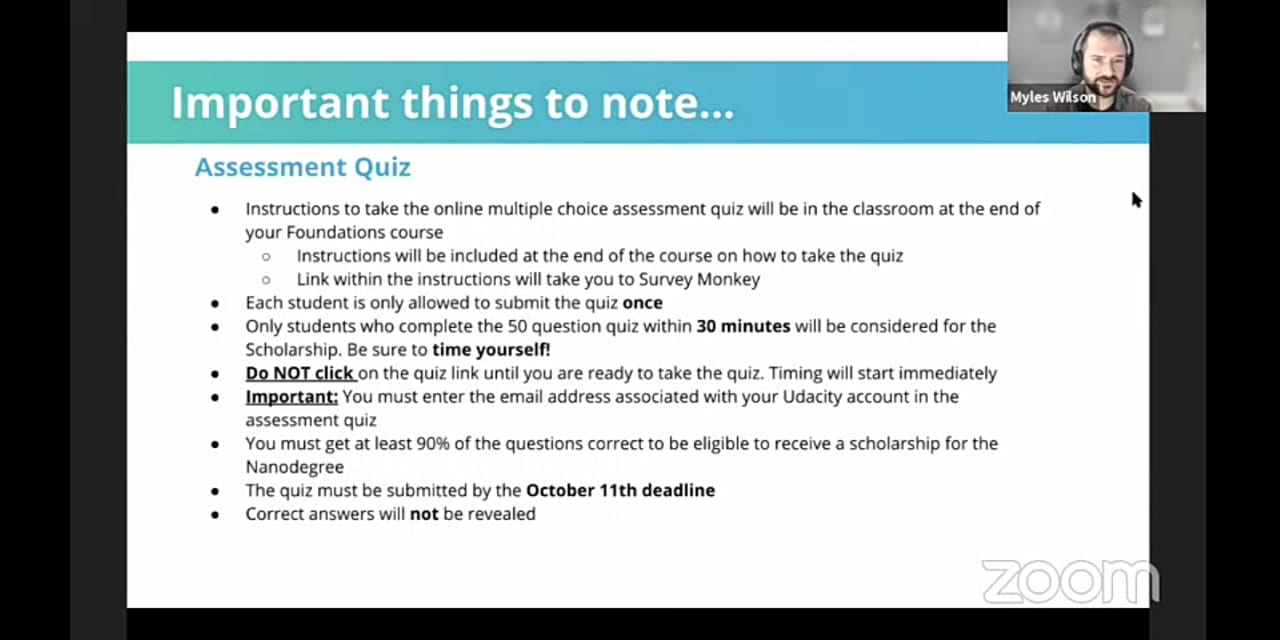 Important things to note...
Myles Wilson
Assessment Quiz
● Instructions to take the online multiple choice assessment quiz will be in the classroom at the end of
your Foundations course
○ Instructions will be included at the end of the course on how to take the quiz
○ Link within the instructions will take you to Survey Monkey
● Each student is only allowed to submit the quiz once
● Only students who complete the 50 question quiz within 30 minutes will be considered for the
Scholarship. Be sure to time yourself!
● Do NOT click on the quiz link until you are ready to take the quiz. Timing will start immediately
● Important: You must enter the email address associated with your Udacity account in the
assessment quiz
● You must get at least 90% of the questions correct to be eligible to receive a scholarship for the
Nanodegree
● The quiz must be submitted by the October 11th deadline
● Correct answers will not be revealed
zoom